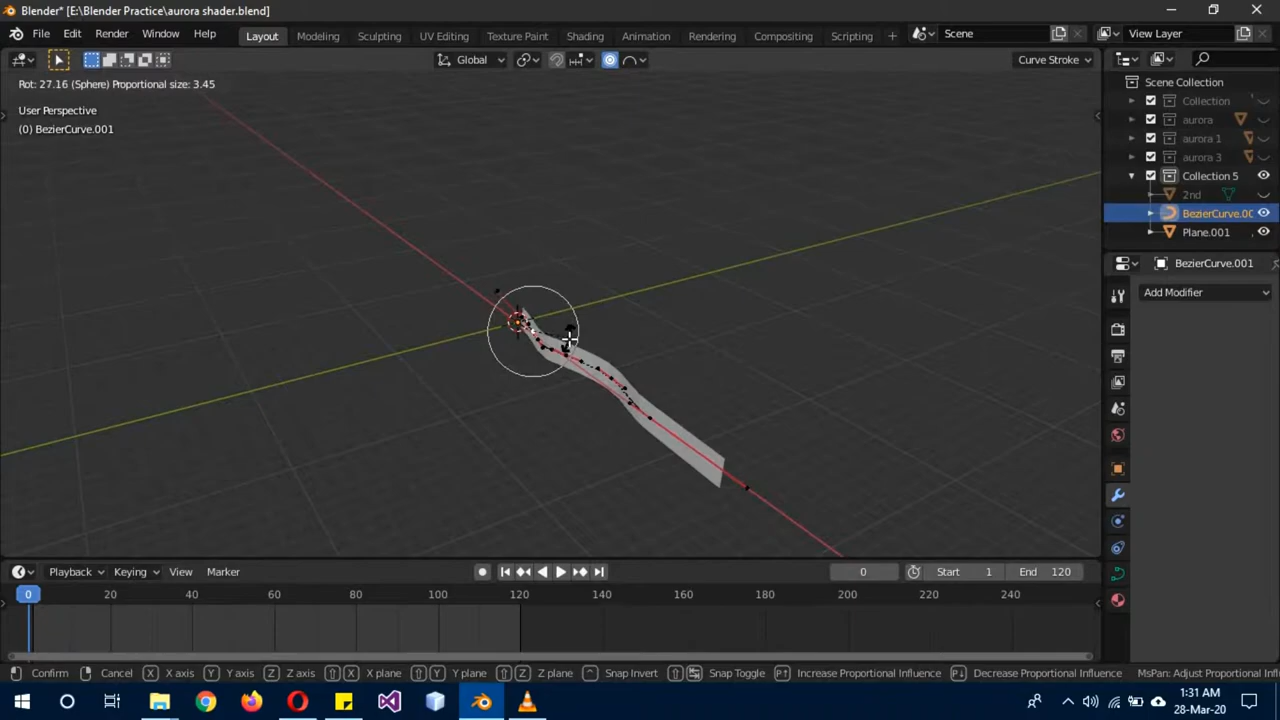 Blender* [E:\Blender Practice\aurora shader.blend]
File Edit Render Window Help Layout Modeling Sculpting UV Editing Texture Paint Shading Animation Rendering Compositing Scripting + Scene View Layer
Global Curve Stroke
Rot: 27.16 (Sphere) Proportional size: 3.45
User Perspective
(0) BezierCurve.001
Scene Collection
Collection
aurora
aurora 1
aurora 3
Collection 5
2nd
BezierCurve.00
Plane.001
BezierCurve.001
Add Modifier
Playback Keying View Marker 0 Start 1 End 120
0 20 40 60 80 100 120 140 160 180 200 220 240
Confirm Cancel X X axis Y Y axis Z Z axis X X plane Y Y plane Z Z plane Snap Invert Snap Toggle Increase Proportional Influence Decrease Proportional Influence MsPan: Adjust Proportional Infl
1:31 AM
28-Mar-20